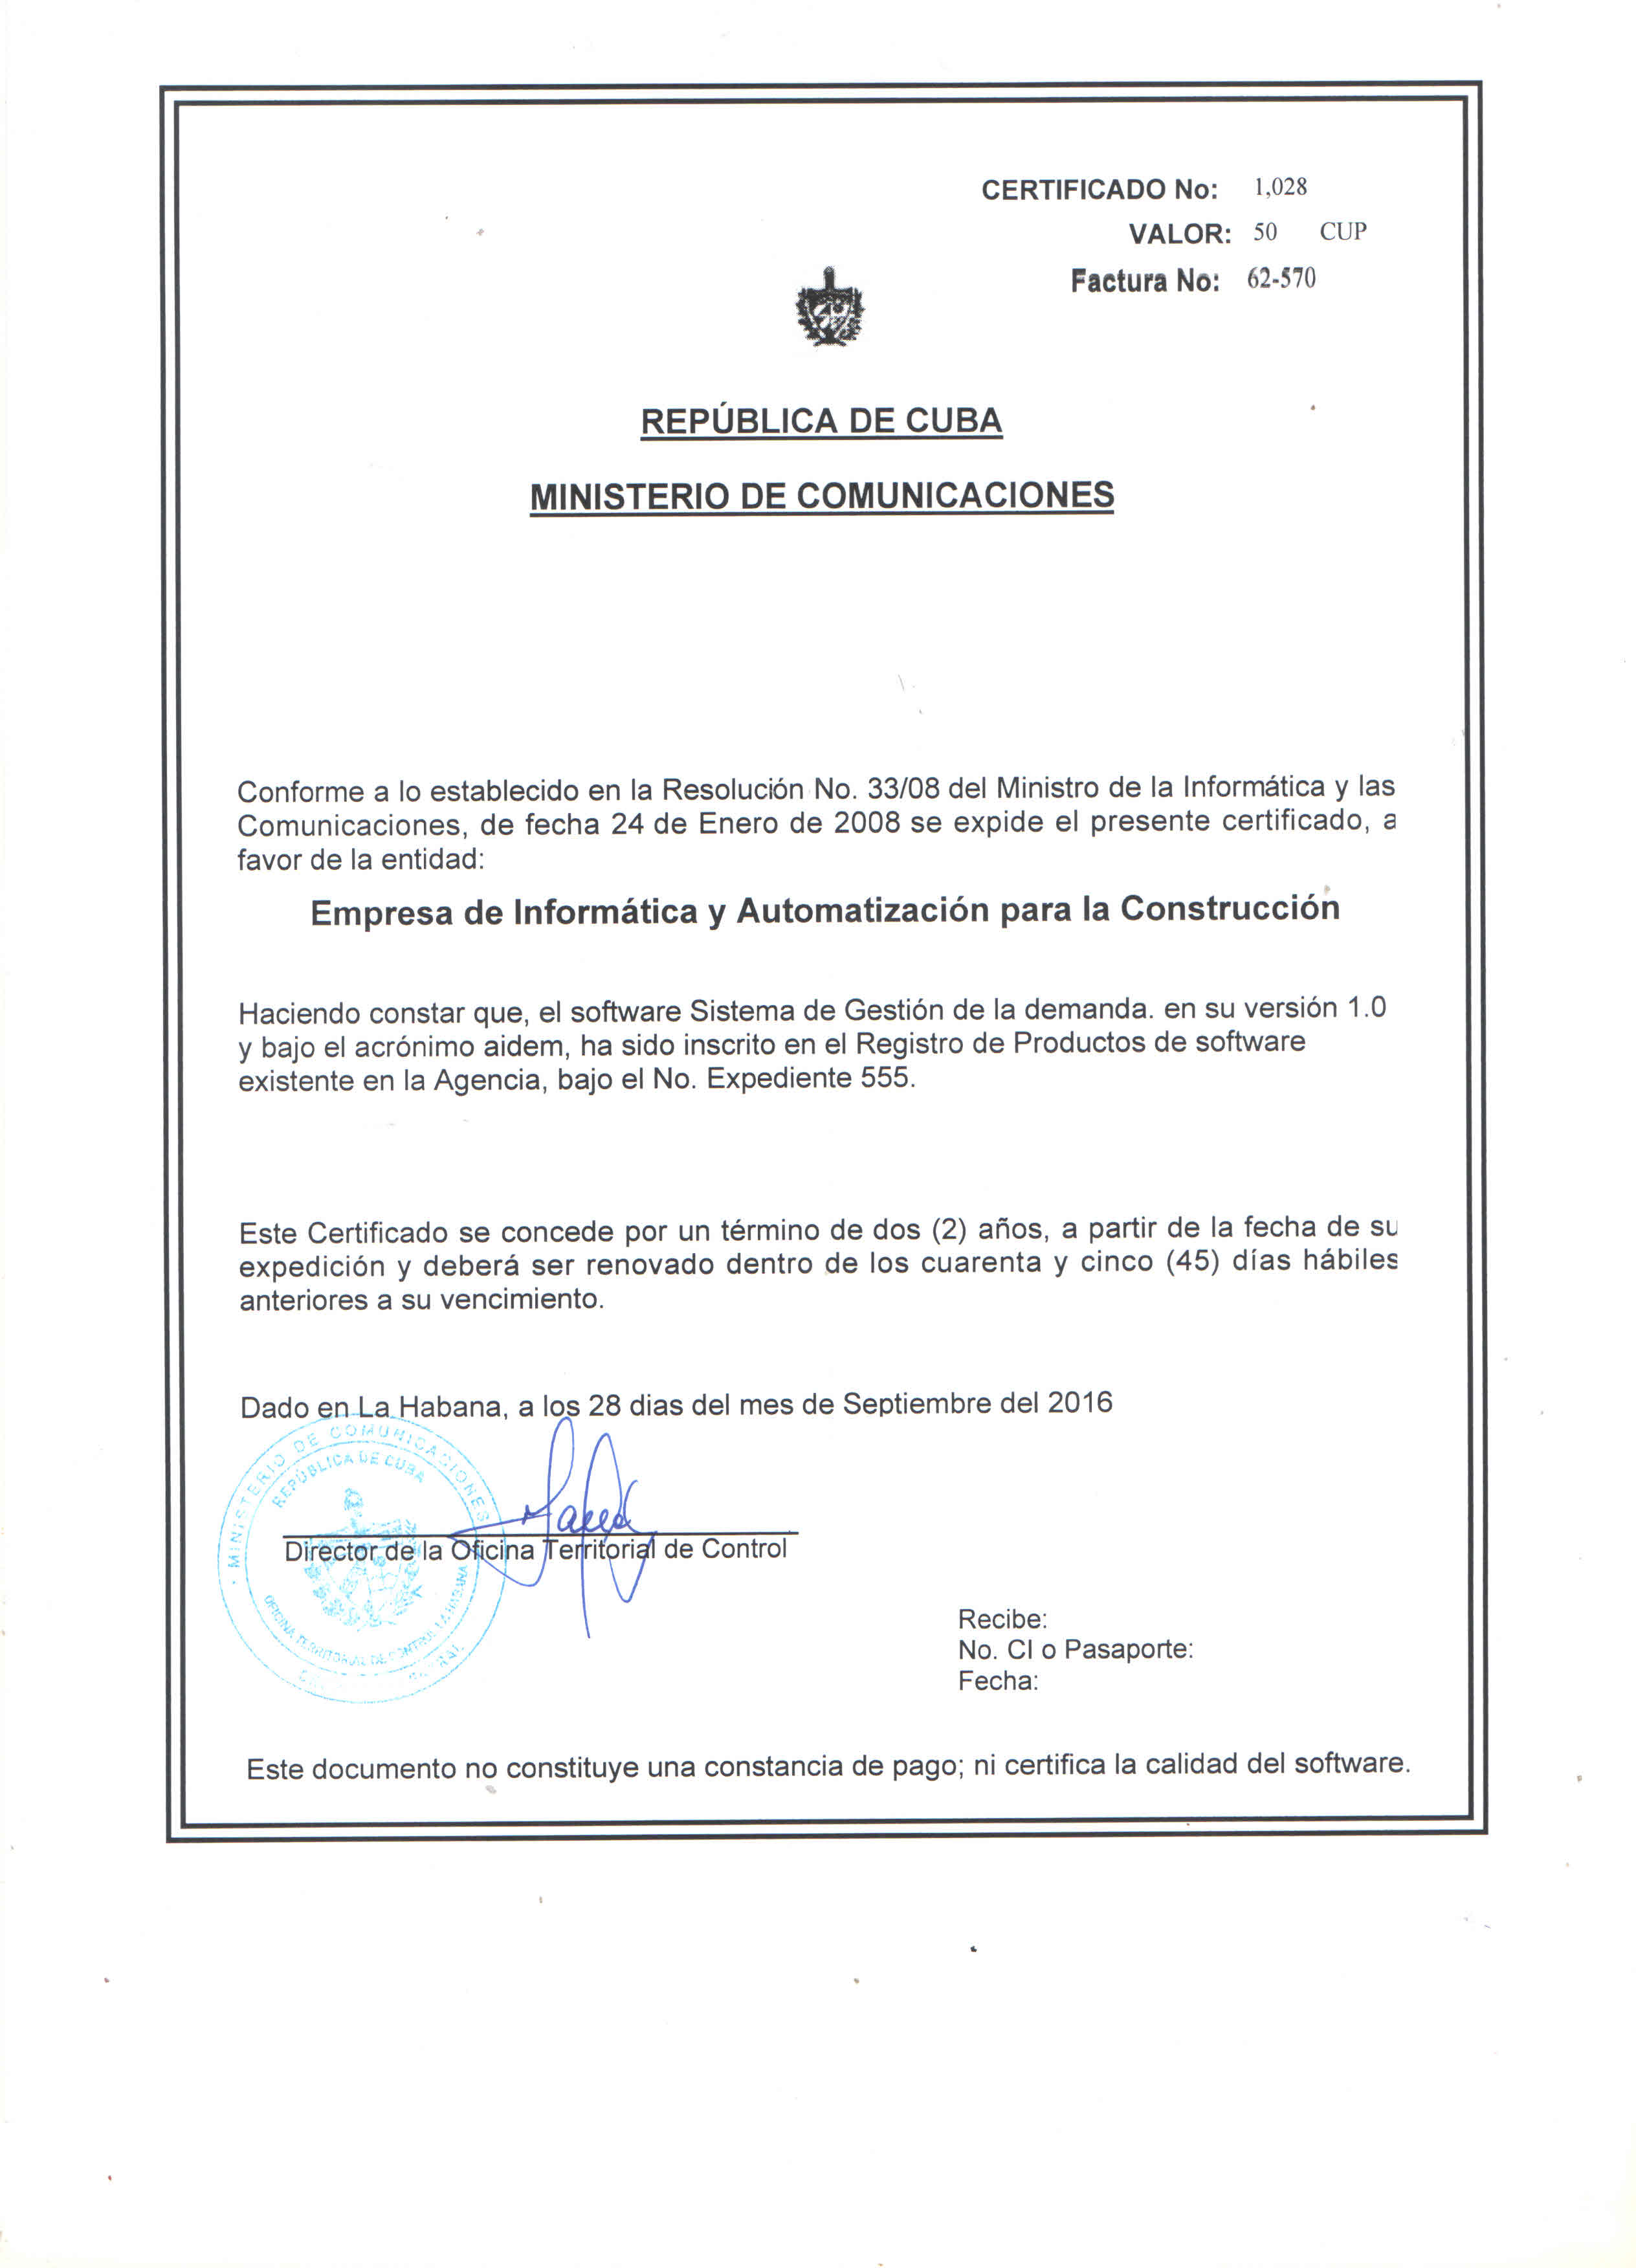 CERTIFICADO No: 1,028
VALOR: 50 CUP
Factura No: 62-570
REPÚBLICA DE CUBA
MINISTERIO DE COMUNICACIONES
Conforme a lo establecido en la Resolución No. 33/08 del Ministro de la Informática y las
Comunicaciones, de fecha 24 de Enero de 2008 se expide el presente certificado, a
favor de la entidad:
Empresa de Informática y Automatización para la Construcción
Haciendo constar que, el software Sistema de Gestión de la demanda. en su versión 1.0
y bajo el acrónimo aidem, ha sido inscrito en el Registro de Productos de software
existente en la Agencia, bajo el No. Expediente 555.
Este Certificado se concede por un término de dos (2) años, a partir de la fecha de su
expedición y deberá ser renovado dentro de los cuarenta y cinco (45) días hábiles
anteriores a su vencimiento.
Dado en La Habana, a los 28 dias del mes de Septiembre del 2016
MINISTERIO DE COMUNICACIONES
REPÚBLICA DE CUBA
OFICINA TERRITORIAL DE CONTROL LA HABANA
Director de la Oficina Territorial de Control
Recibe:
No. CI o Pasaporte:
Fecha:
Este documento no constituye una constancia de pago; ni certifica la calidad del software.